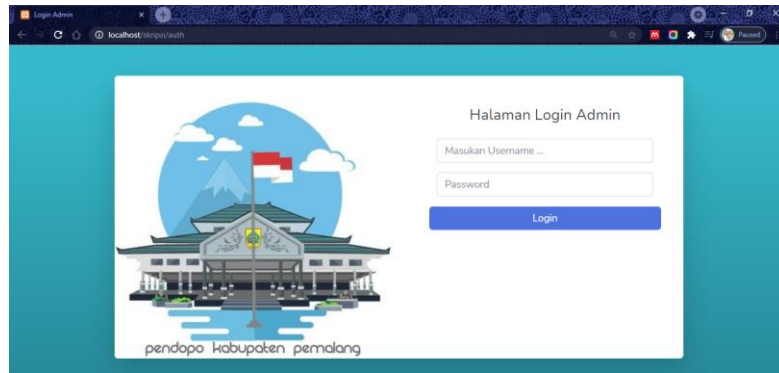 Login Admin
localhost/skripsi/auth
Paused
Halaman Login Admin
Masukan Username ...
Password
Login
pendopo kabupaten pemalang